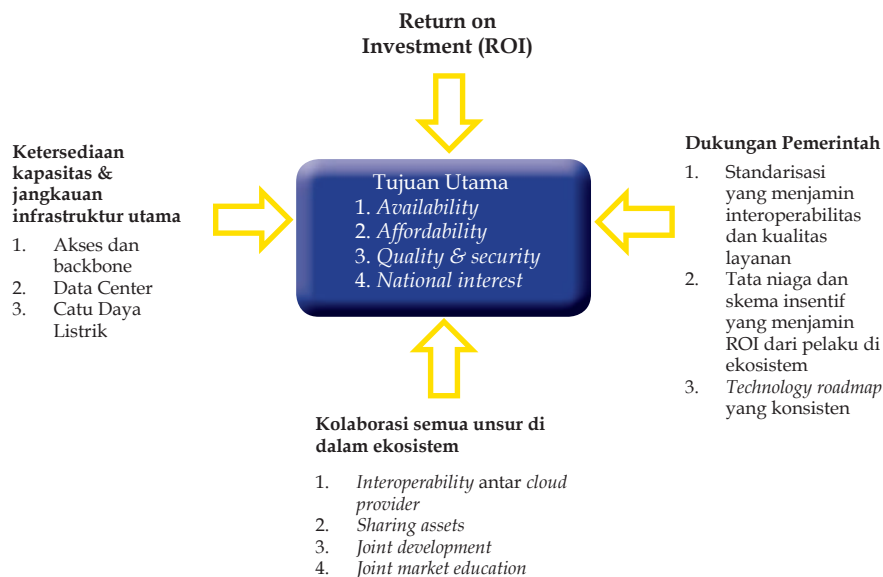 Return on
Investment (ROI)
Ketersediaan
kapasitas &
jangkauan
infrastruktur utama
1. Akses dan
backbone
2. Data Center
3. Catu Daya
Listrik
Tujuan Utama
1. Availability
2. Affordability
3. Quality & security
4. National interest
Dukungan Pemerintah
1. Standarisasi
yang menjamin
interoperabilitas
dan kualitas
layanan
2. Tata niaga dan
skema insentif
yang menjamin
ROI dari pelaku di
ekosistem
3. Technology roadmap
yang konsisten
Kolaborasi semua unsur di
dalam ekosistem
1. Interoperability antar cloud
provider
2. Sharing assets
3. Joint development
4. Joint market education